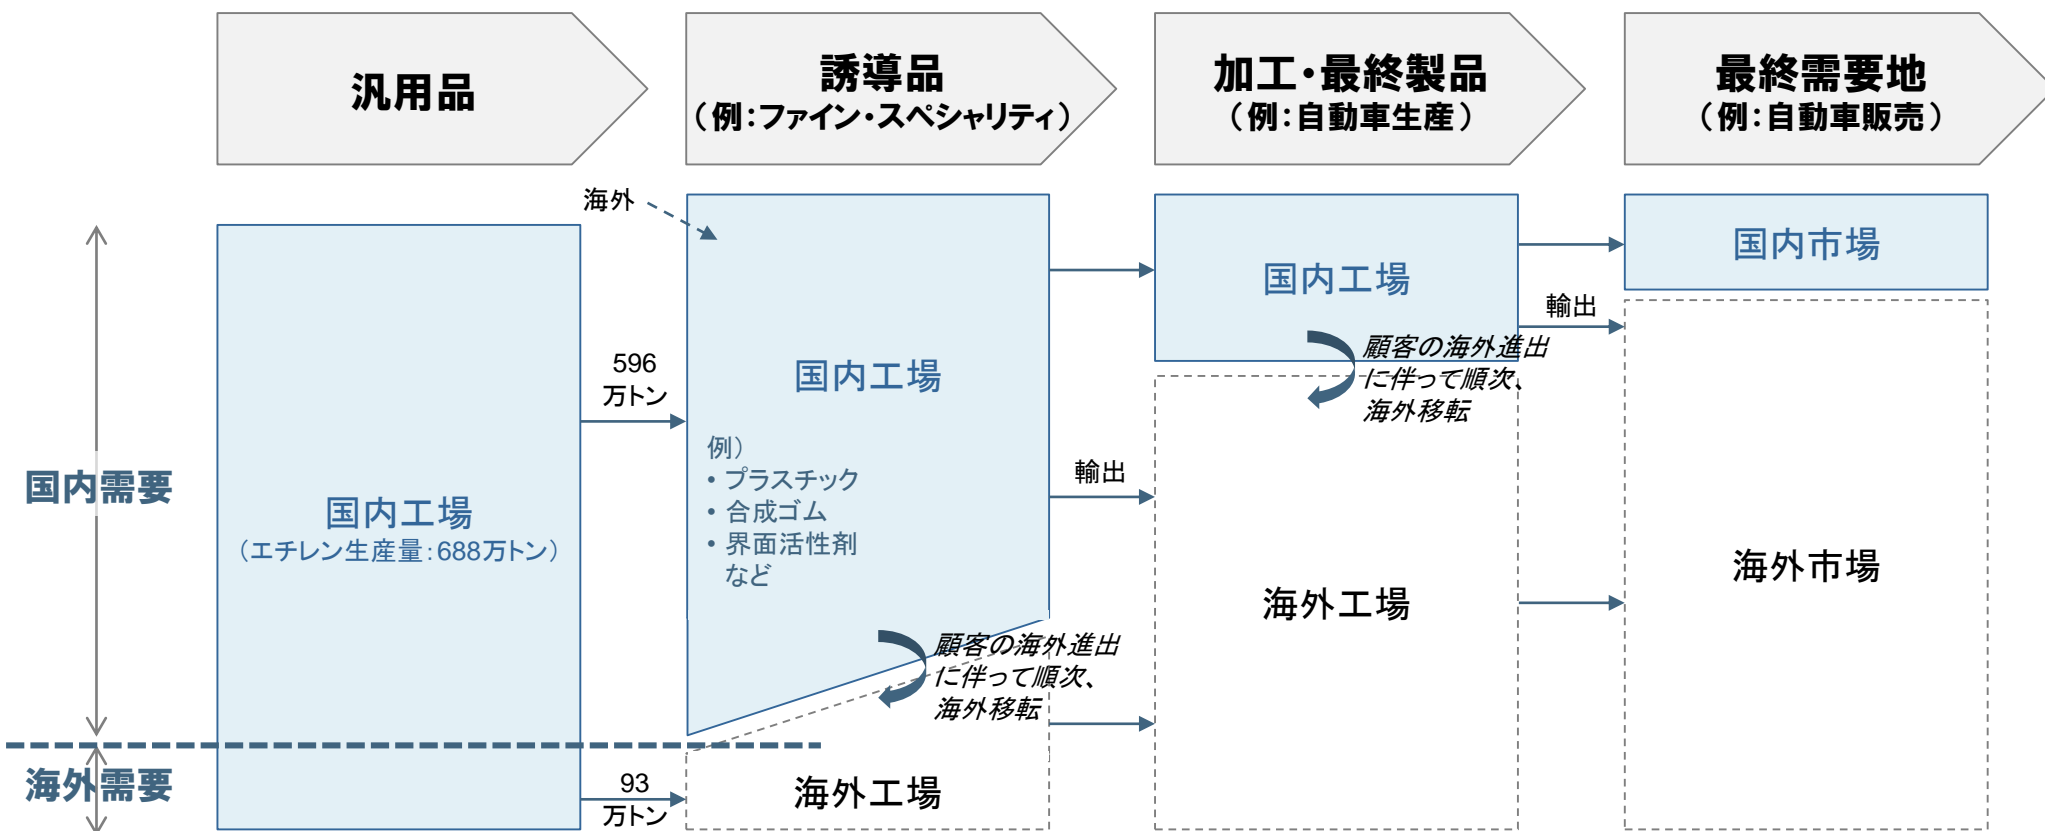 汎用品
誘導品
（例：ファイン・スペシャリティ）
加工・最終製品
（例：自動車生産）
最終需要地
（例：自動車販売）
海外
国内需要
海外需要
国内工場
（エチレン生産量：688万トン）
596
万トン
93
万トン
国内工場
例）
・プラスチック
・合成ゴム
・界面活性剤
など
顧客の海外進出
に伴って順次、
海外移転
海外工場
輸出
国内工場
顧客の海外進出
に伴って順次、
海外移転
海外工場
輸出
国内市場
海外市場